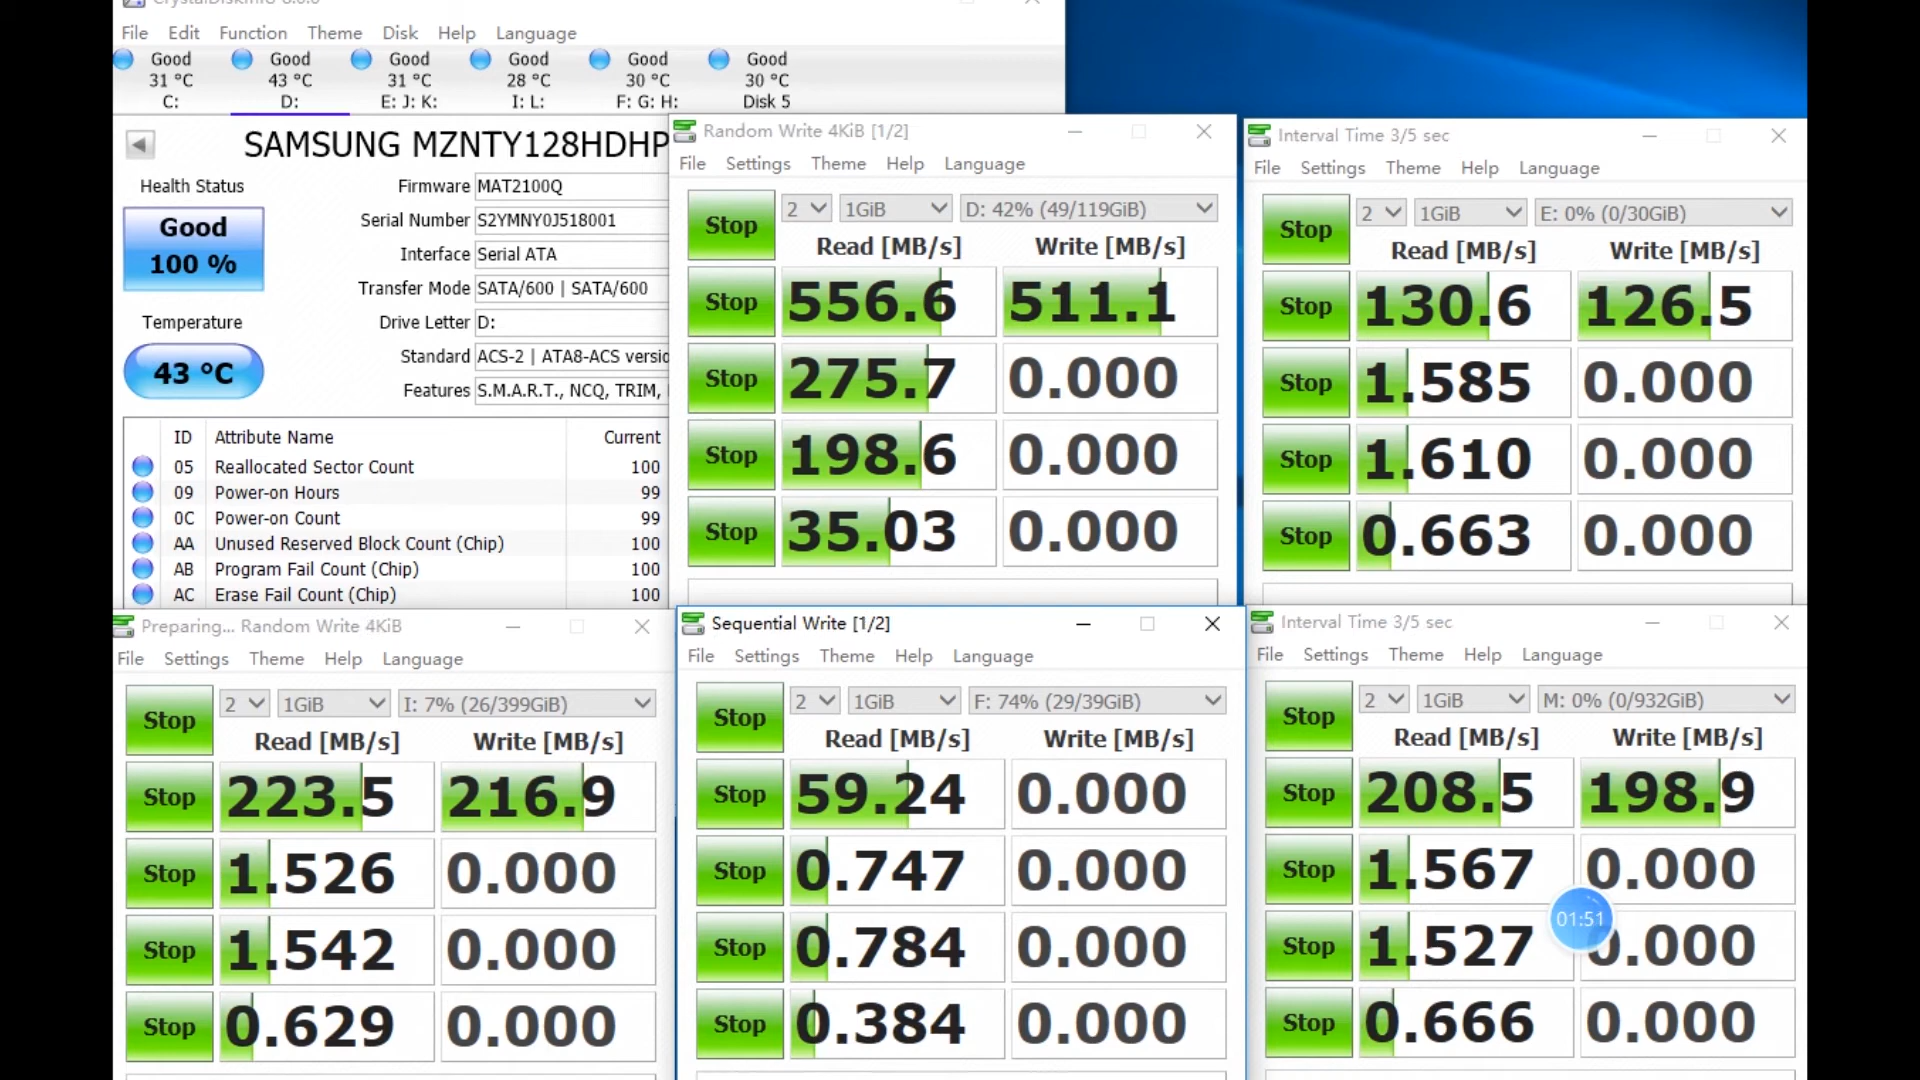 CrystalDiskInfo 8.0.0
File Edit Function Theme Disk Help Language
Good Good Good Good Good Good
31 °C 43 °C 31 °C 28 °C 30 °C 30 °C
C: D: E: J: K: I: L: F: G: H: Disk 5
SAMSUNG MZNTY128HDHP
Health Status
Good
100 %
Temperature
43 °C
Firmware MAT2100Q
Serial Number S2YMNY0J518001
Interface Serial ATA
Transfer Mode SATA/600 | SATA/600
Drive Letter D:
Standard ACS-2 | ATA8-ACS versio
Features S.M.A.R.T., NCQ, TRIM,
ID Attribute Name Current
05 Reallocated Sector Count 100
09 Power-on Hours 99
0C Power-on Count 99
AA Unused Reserved Block Count (Chip) 100
AB Program Fail Count (Chip) 100
AC Erase Fail Count (Chip) 100
Random Write 4KiB [1/2]
File Settings Theme Help Language
Stop 2 1GiB D: 42% (49/119GiB)
Read [MB/s] Write [MB/s]
Stop 556.6 511.1
Stop 275.7 0.000
Stop 198.6 0.000
Stop 35.03 0.000
Interval Time 3/5 sec
File Settings Theme Help Language
Stop 2 1GiB E: 0% (0/30GiB)
Read [MB/s] Write [MB/s]
Stop 130.6 126.5
Stop 1.585 0.000
Stop 1.610 0.000
Stop 0.663 0.000
Preparing... Random Write 4KiB
File Settings Theme Help Language
Stop 2 1GiB I: 7% (26/399GiB)
Read [MB/s] Write [MB/s]
Stop 223.5 216.9
Stop 1.526 0.000
Stop 1.542 0.000
Stop 0.629 0.000
Sequential Write [1/2]
File Settings Theme Help Language
Stop 2 1GiB F: 74% (29/39GiB)
Read [MB/s] Write [MB/s]
Stop 59.24 0.000
Stop 0.747 0.000
Stop 0.784 0.000
Stop 0.384 0.000
Interval Time 3/5 sec
File Settings Theme Help Language
Stop 2 1GiB M: 0% (0/932GiB)
Read [MB/s] Write [MB/s]
Stop 208.5 198.9
Stop 1.567 0.000
01:51
Stop 1.527 0.000
Stop 0.666 0.000